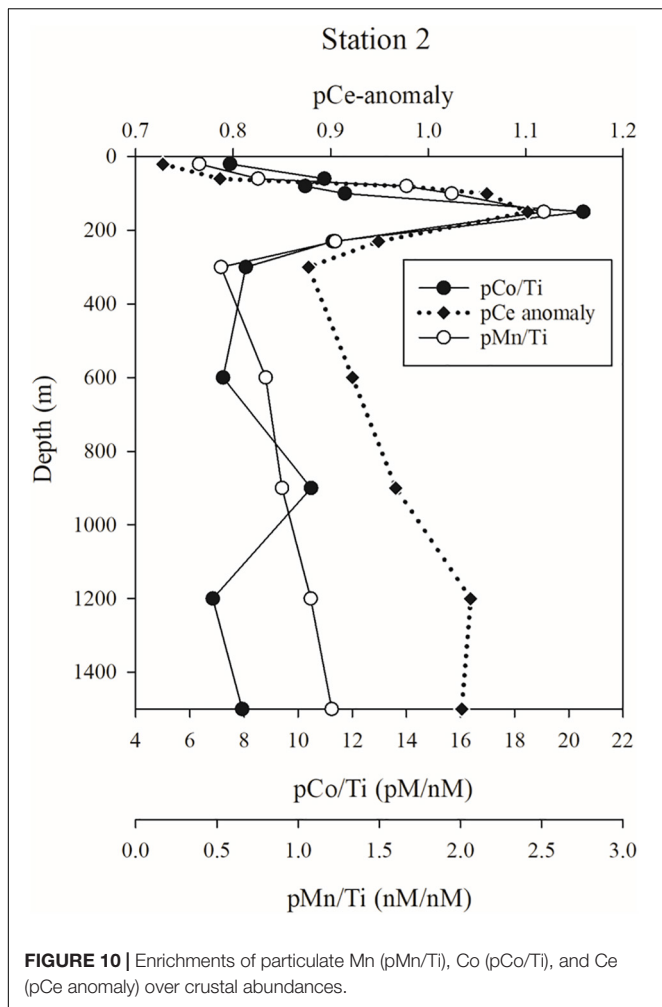 Station 2
pCe-anomaly
0.7 0.8 0.9 1.0 1.1 1.2
0
200
400
600
800
1000
1200
1400
Depth (m)
pCo/Ti
pCe anomaly
pMn/Ti
4 6 8 10 12 14 16 18 20 22
pCo/Ti (pM/nM)
0.0 0.5 1.0 1.5 2.0 2.5 3.0
pMn/Ti (nM/nM)
FIGURE 10 | Enrichments of particulate Mn (pMn/Ti), Co (pCo/Ti), and Ce
(pCe anomaly) over crustal abundances.